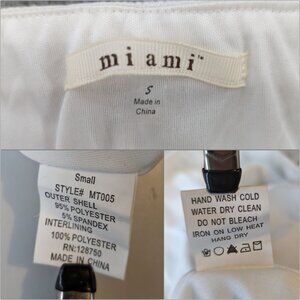 miami™
S
Made in
China
Small
STYLE# MT005
OUTER SHELL
95% POLYESTER
5% SPANDEX
INTERLINING
100% POLYESTER
RN:128750
MADE IN CHINA
HAND WASH COLD
WATER DRY CLEAN
DO NOT BLEACH
IRON ON LOW HEAT
HANG DRY